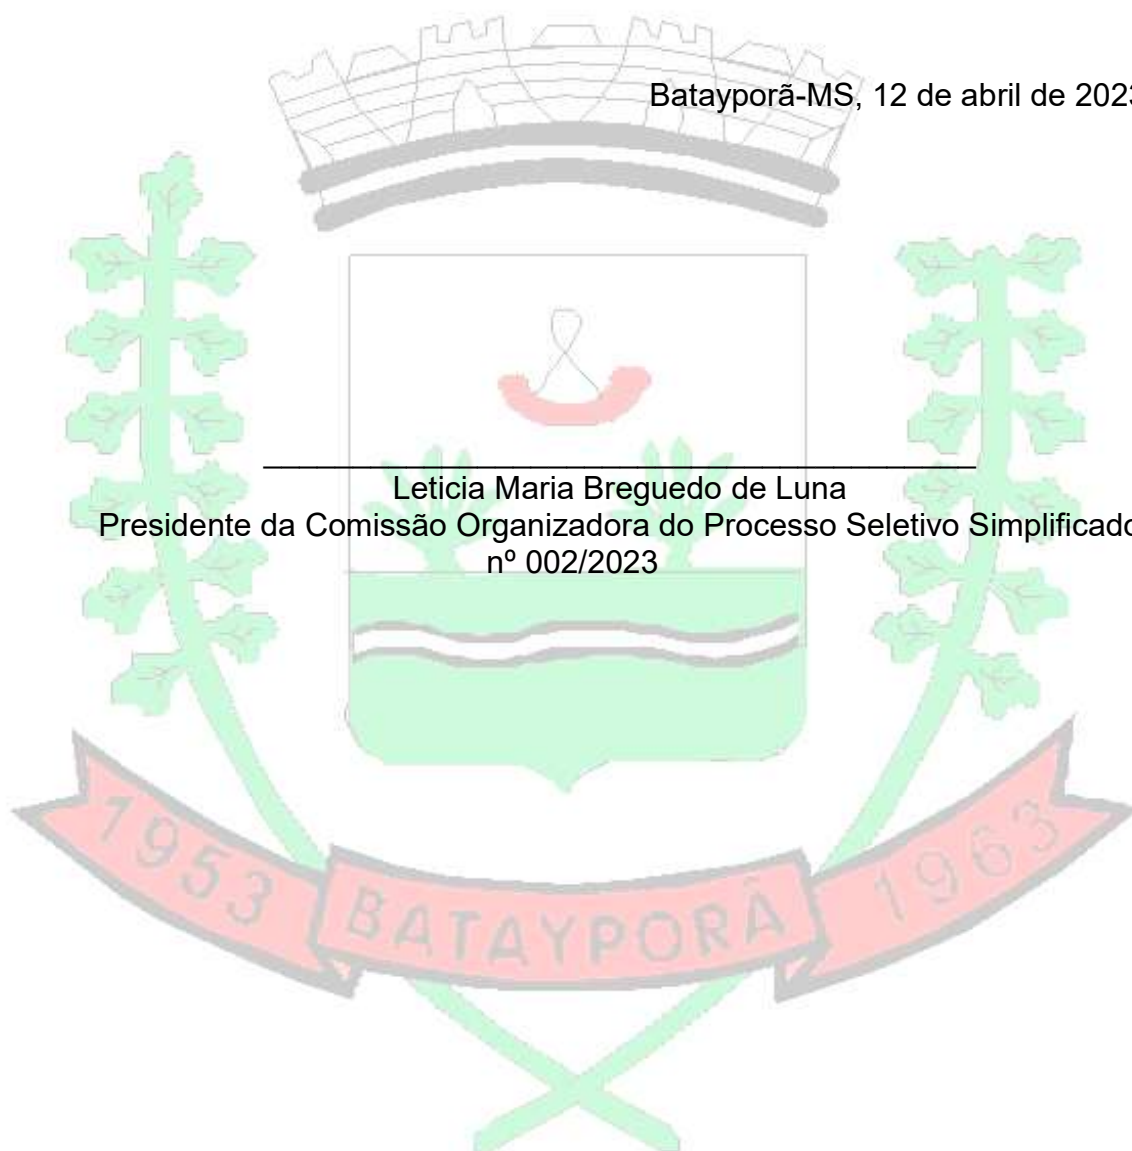 Batayporã-MS, 12 de abril de 2023
Leticia Maria Breguedo de Luna
Presidente da Comissão Organizadora do Processo Seletivo Simplificado
nº 002/2023
1953
BATAYPORÃ
1963